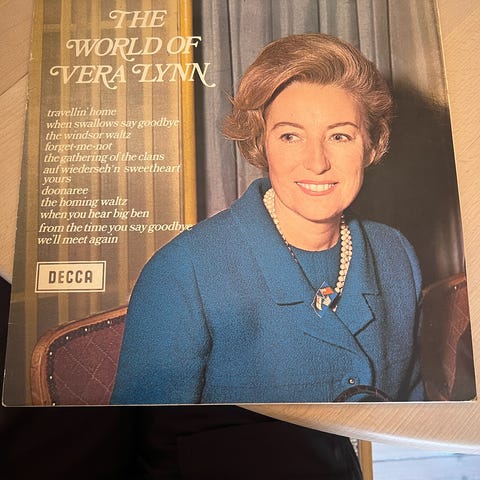 THE
WORLD OF
VERA LYNN
travellin' home
when swallows say goodbye
the windsor waltz
forget-me-not
the gathering of the clans
auf wiederseh'n sweetheart
yours
doonaree
the homing waltz
when you hear big ben
from the time you say goodbye
we'll meet again
DECCA